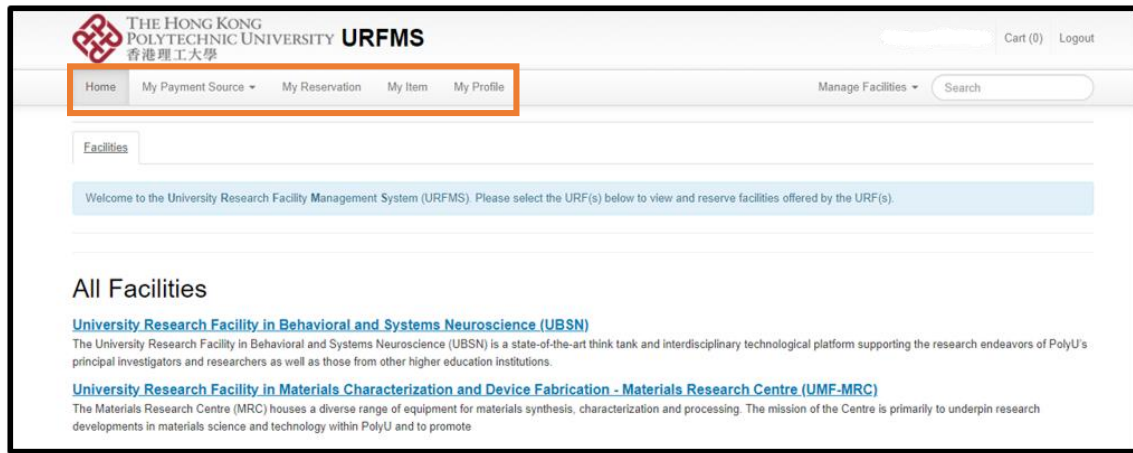 THE HONG KONG
POLYTECHNIC UNIVERSITY URFMS
香港理工大學
Cart (0) Logout
Home My Payment Source My Reservation My Item My Profile Manage Facilities Search
Facilities
Welcome to the University Research Facility Management System (URFMS). Please select the URF(s) below to view and reserve facilities offered by the URF(s).
All Facilities
University Research Facility in Behavioral and Systems Neuroscience (UBSN)
The University Research Facility in Behavioral and Systems Neuroscience (UBSN) is a state-of-the-art think tank and interdisciplinary technological platform supporting the research endeavors of PolyU's
principal investigators and researchers as well as those from other higher education institutions.
University Research Facility in Materials Characterization and Device Fabrication - Materials Research Centre (UMF-MRC)
The Materials Research Centre (MRC) houses a diverse range of equipment for materials synthesis, characterization and processing. The mission of the Centre is primarily to underpin research
developments in materials science and technology within PolyU and to promote